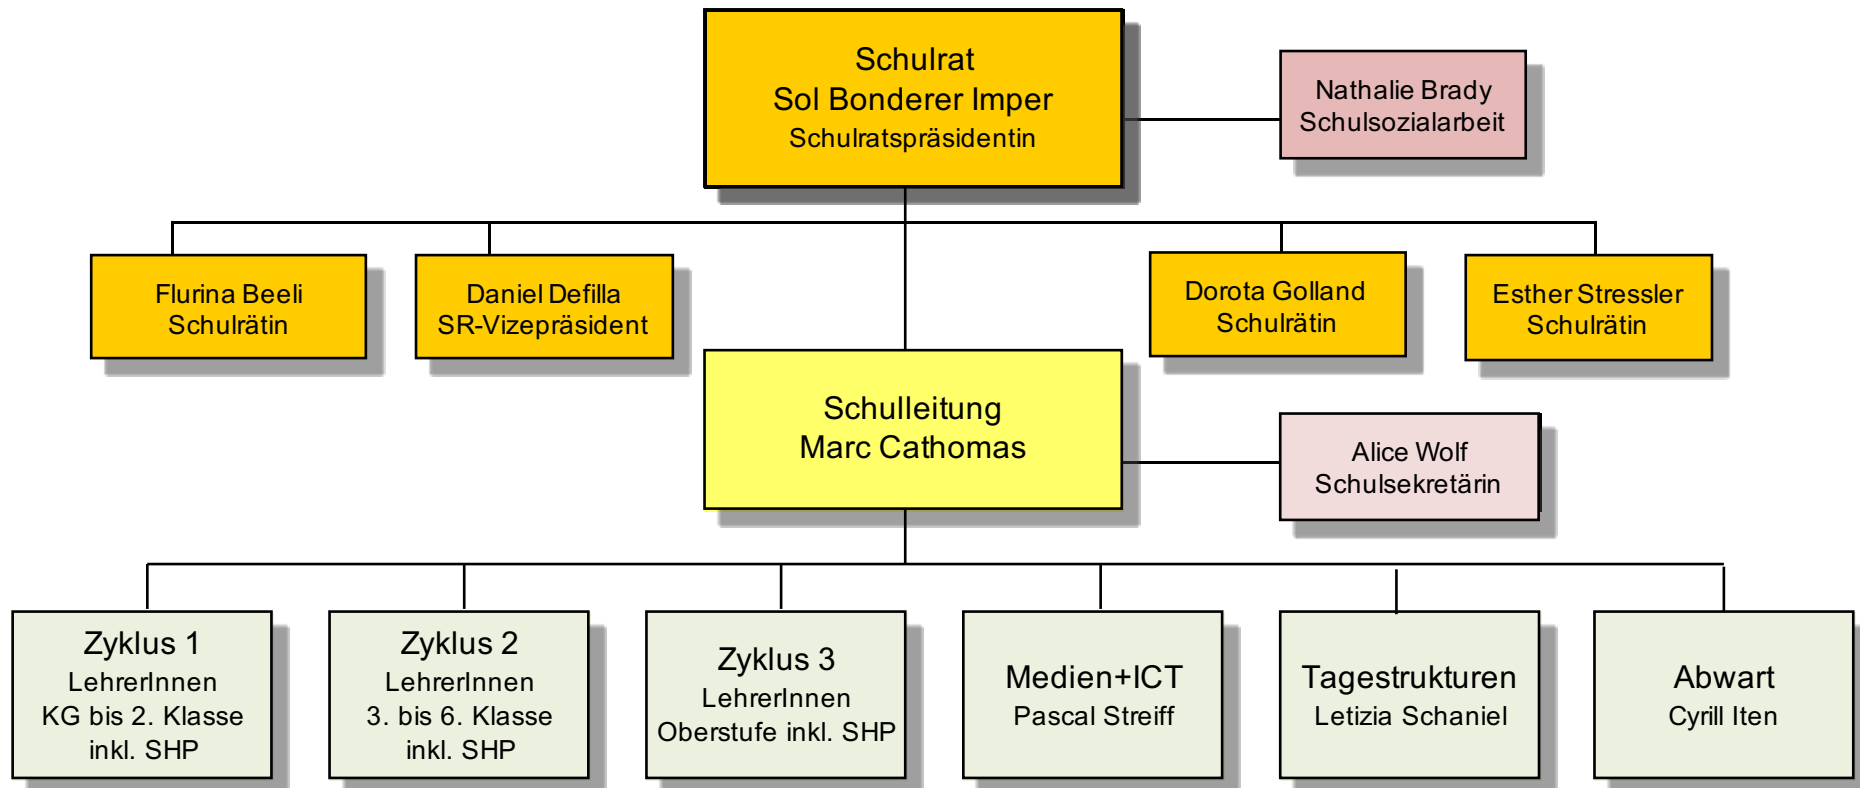 Schulrat
Sol Bonderer Imper
Schulratspräsidentin
Nathalie Brady
Schulsozialarbeit
Flurina Beeli
Schulrätin
Daniel Defilla
SR-Vizepräsident
Dorota Golland
Schulrätin
Esther Stressler
Schulrätin
Schulleitung
Marc Cathomas
Alice Wolf
Schulsekretärin
Zyklus 1
LehrerInnen
KG bis 2. Klasse
inkl. SHP
Zyklus 2
LehrerInnen
3. bis 6. Klasse
inkl. SHP
Zyklus 3
LehrerInnen
Oberstufe inkl. SHP
Medien+ICT
Pascal Streiff
Tagestrukturen
Letizia Schaniel
Abwart
Cyrill Iten